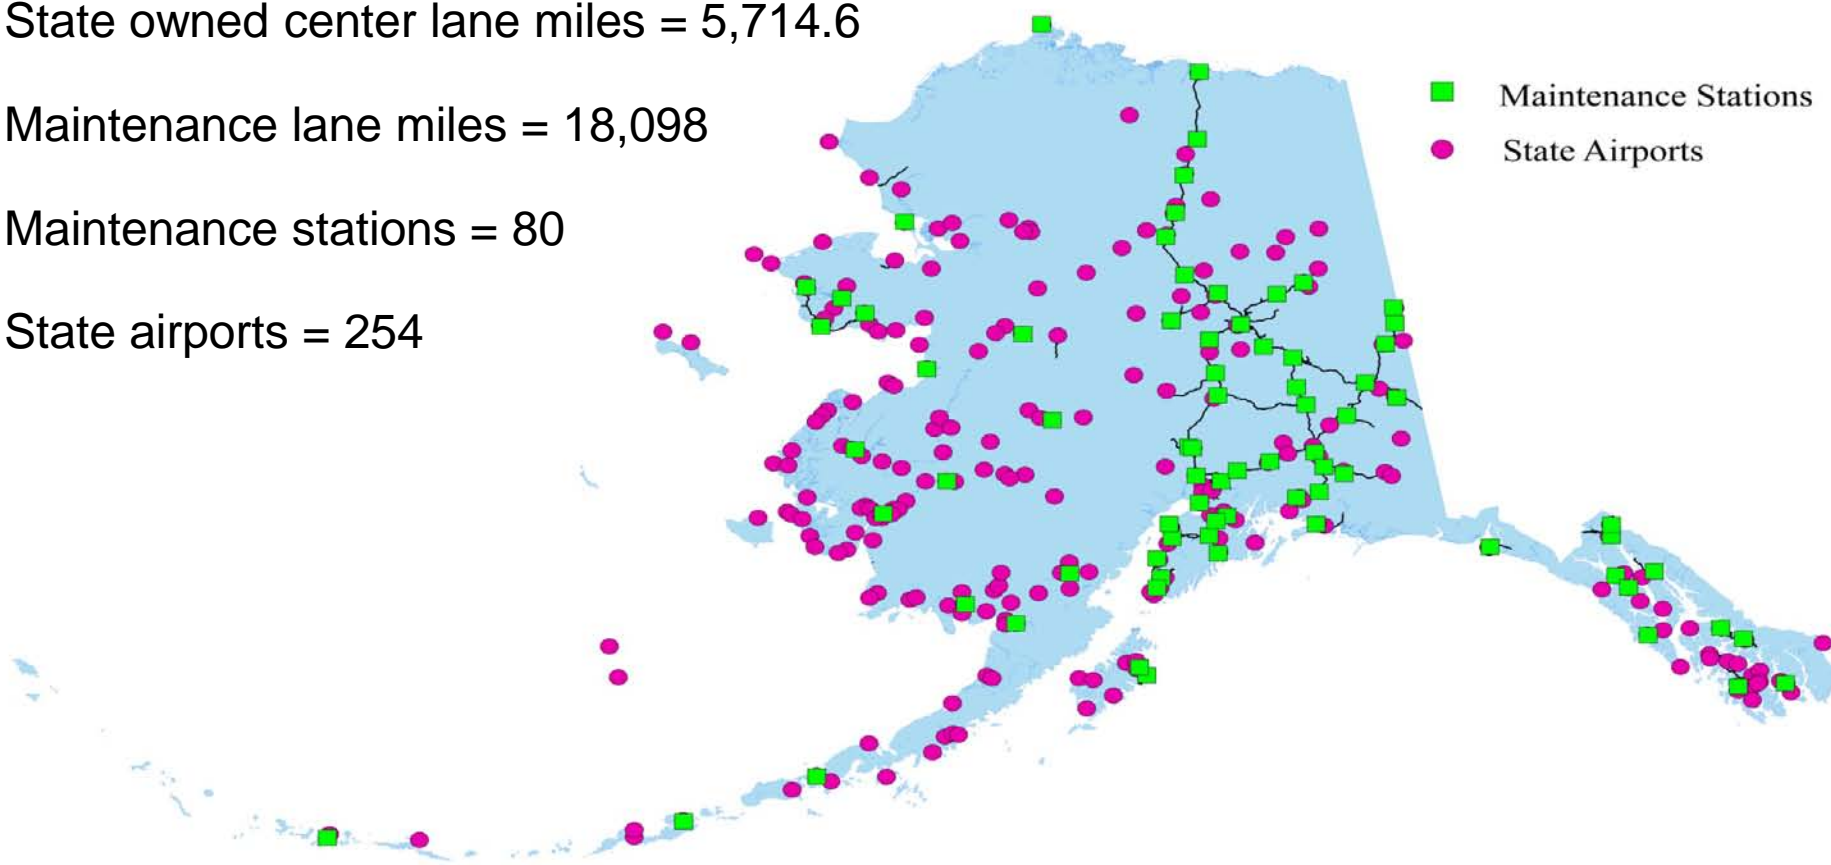 State owned center lane miles = 5,714.6
Maintenance lane miles = 18,098
Maintenance stations = 80
State airports = 254
Maintenance Stations
State Airports